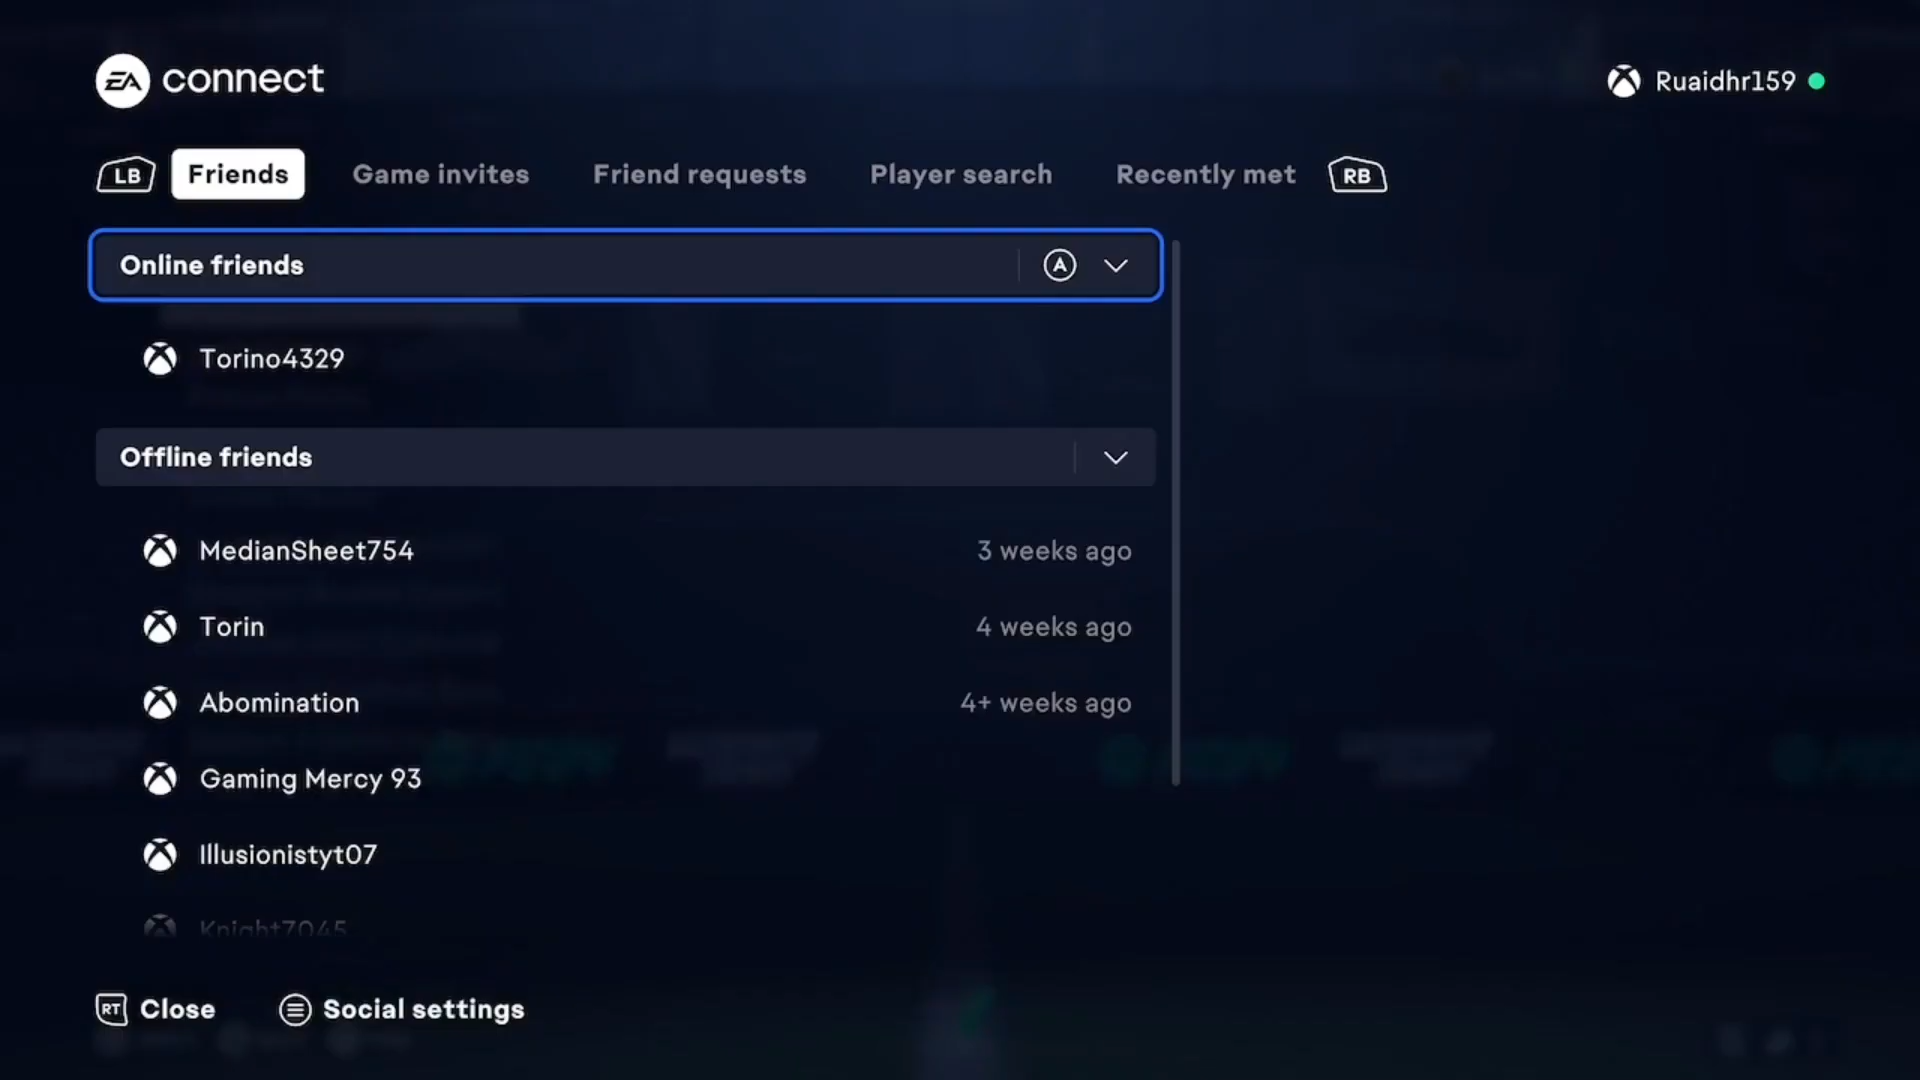 EA connect
Ruaidhr159
LB Friends Game invites Friend requests Player search Recently met RB
Online friends A
Torino4329
Offline friends
MedianSheet754 3 weeks ago
Torin 4 weeks ago
Abomination 4+ weeks ago
Gaming Mercy 93
Illusionistyt07
Knight7045
RT Close Social settings